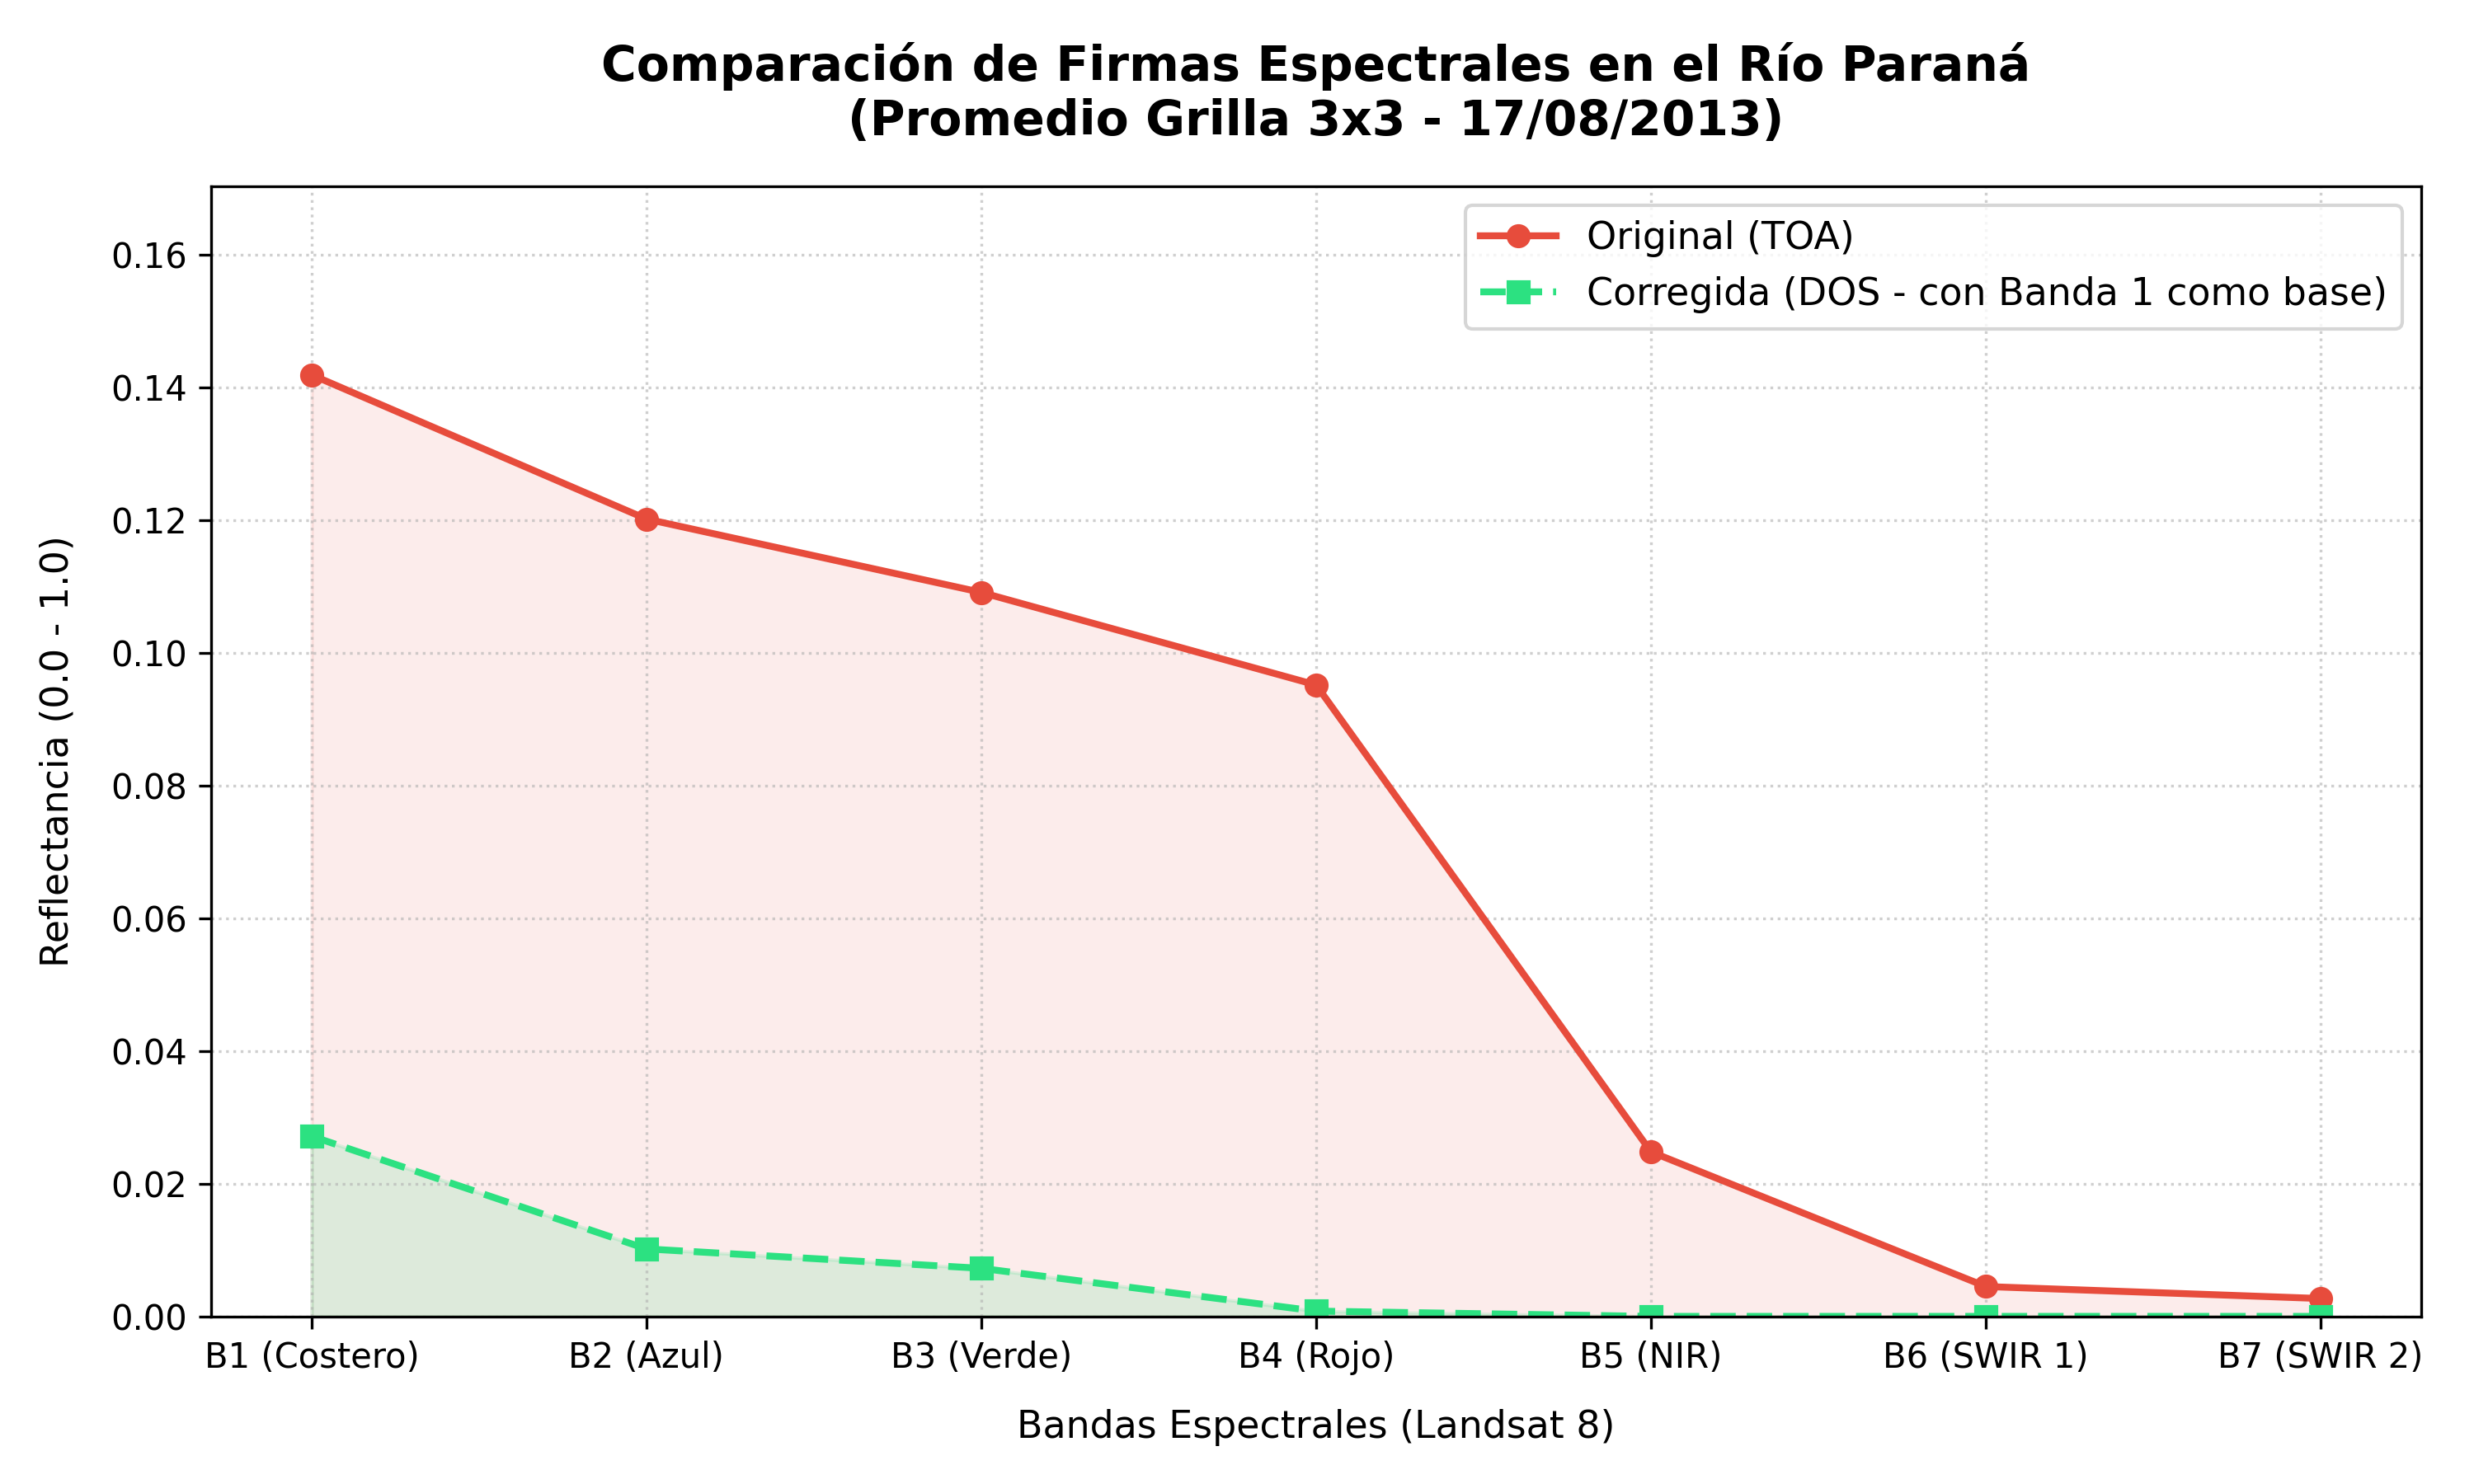 Comparación de Firmas Espectrales en el Río Paraná
(Promedio Grilla 3x3 - 17/08/2013)
Original (TOA)
Corregida (DOS - con Banda 1 como base)
Reflectancia (0.0 - 1.0)
0.16
0.14
0.12
0.10
0.08
0.06
0.04
0.02
0.00
B1 (Costero)
B2 (Azul)
B3 (Verde)
B4 (Rojo)
B5 (NIR)
B6 (SWIR 1)
B7 (SWIR 2)
Bandas Espectrales (Landsat 8)